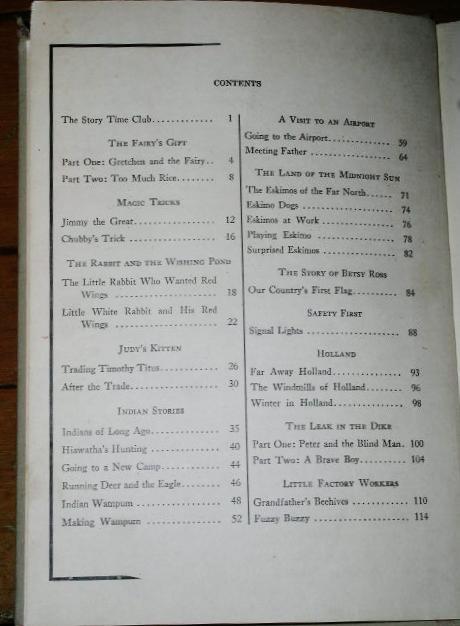 CONTENTS
The Story Time Club............. 1
THE FAIRY'S GIFT
Part One: Gretchen and the Fairy.. 4
Part Two: Too Much Rice........ 8
MAGIC TRICKS
Jimmy the Great................. 12
Chubby's Trick ................. 16
THE RABBIT AND THE WISHING POND
The Little Rabbit Who Wanted Red
Wings .................... 18
Little White Rabbit and His Red
Wings .................... 22
JUDY'S KITTEN
Trading Timothy Titus........... 26
After the Trade................. 30
INDIAN STORIES
Indians of Long Ago............. 35
Hiawatha's Hunting ............. 40
Going to a New Camp............ 44
Running Deer and the Eagle...... 46
Indian Wampum ................ 48
Making Wampum ............... 52
A VISIT TO AN AIRPORT
Going to the Airport............. 59
Meeting Father ................. 64
THE LAND OF THE MIDNIGHT SUN
The Eskimos of the Far North..... 71
Eskimo Dogs ................... 74
Eskimos at Work ............... 76
Playing Eskimo ................. 78
Surprised Eskimos .............. 82
THE STORY OF BETSY ROSS
Our Country's First Flag.......... 84
SAFETY FIRST
Signal Lights ................... 88
HOLLAND
Far Away Holland............... 93
The Windmills of Holland........ 96
Winter in Holland............... 98
THE LEAK IN THE DIKE
Part One: Peter and the Blind Man. 100
Part Two: A Brave Boy.......... 104
LITTLE FACTORY WORKERS
Grandfather's Beehives ........... 110
Fuzzy Buzzy ................... 114